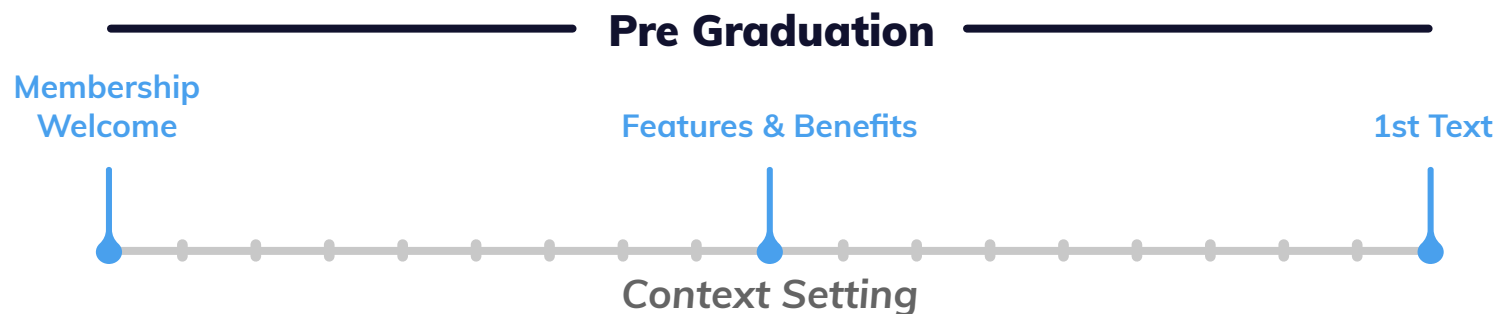 Pre Graduation
Membership
Welcome
Features & Benefits
1st Text
Context Setting